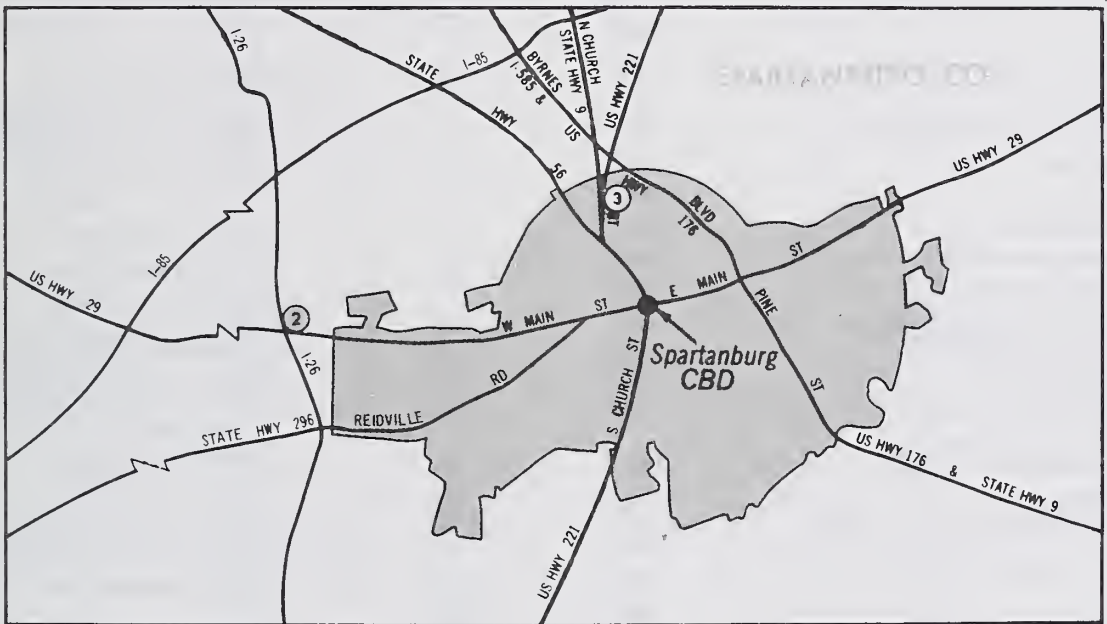 I-26
STATE HWY 56
I-85
BYRNES BLVD
I-585 & US HWY 176
N CHURCH ST
STATE HWY 9
US HWY 221
US HWY 29
3
I-85
US HWY 29
2
W MAIN ST
E MAIN ST
PINE ST
I-26
Spartanburg
CBD
S CHURCH ST
REIDVILLE RD
STATE HWY 296
US HWY 176 & STATE HWY 9
US HWY 221